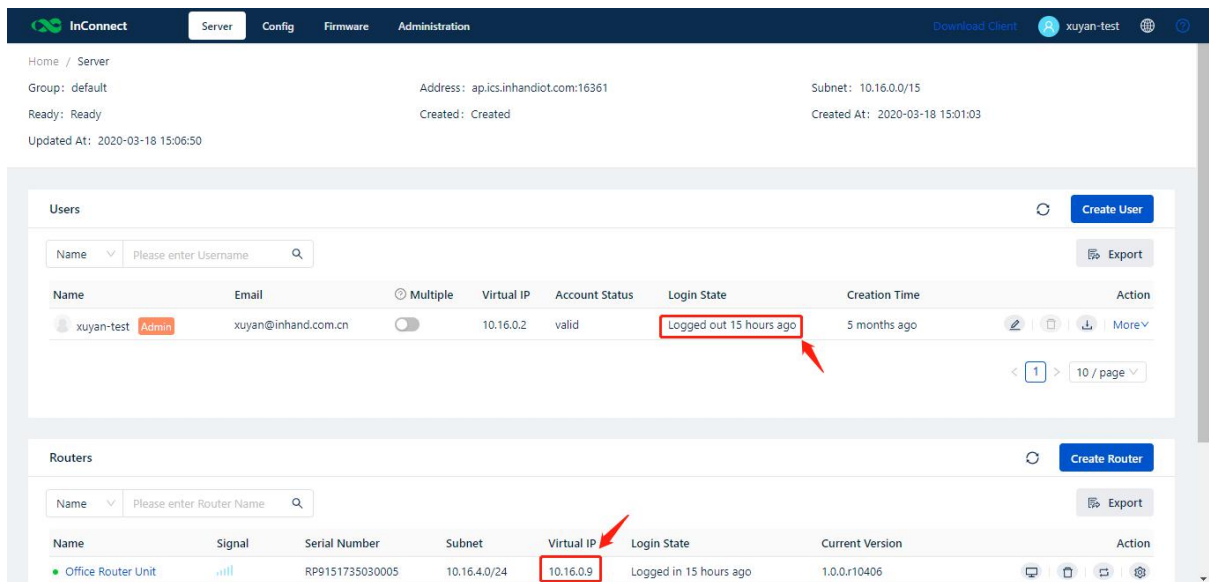 InConnect Server Config Firmware Administration Download Client xuyan-test
Home / Server
Group: default Address: ap.ics.inhandiot.com:16361 Subnet: 10.16.0.0/15
Ready: Ready Created: Created Created At: 2020-03-18 15:01:03
Updated At: 2020-03-18 15:06:50
Users Create User
Name Please enter Username Export
Name Email Multiple Virtual IP Account Status Login State Creation Time Action
xuyan-test Admin xuyan@inhand.com.cn 10.16.0.2 valid Logged out 15 hours ago 5 months ago More
< 1 > 10 / page
Routers Create Router
Name Please enter Router Name Export
Name Signal Serial Number Subnet Virtual IP Login State Current Version Action
Office Router Unit RP9151735030005 10.16.4.0/24 10.16.0.9 Logged in 15 hours ago 1.0.0.r10406